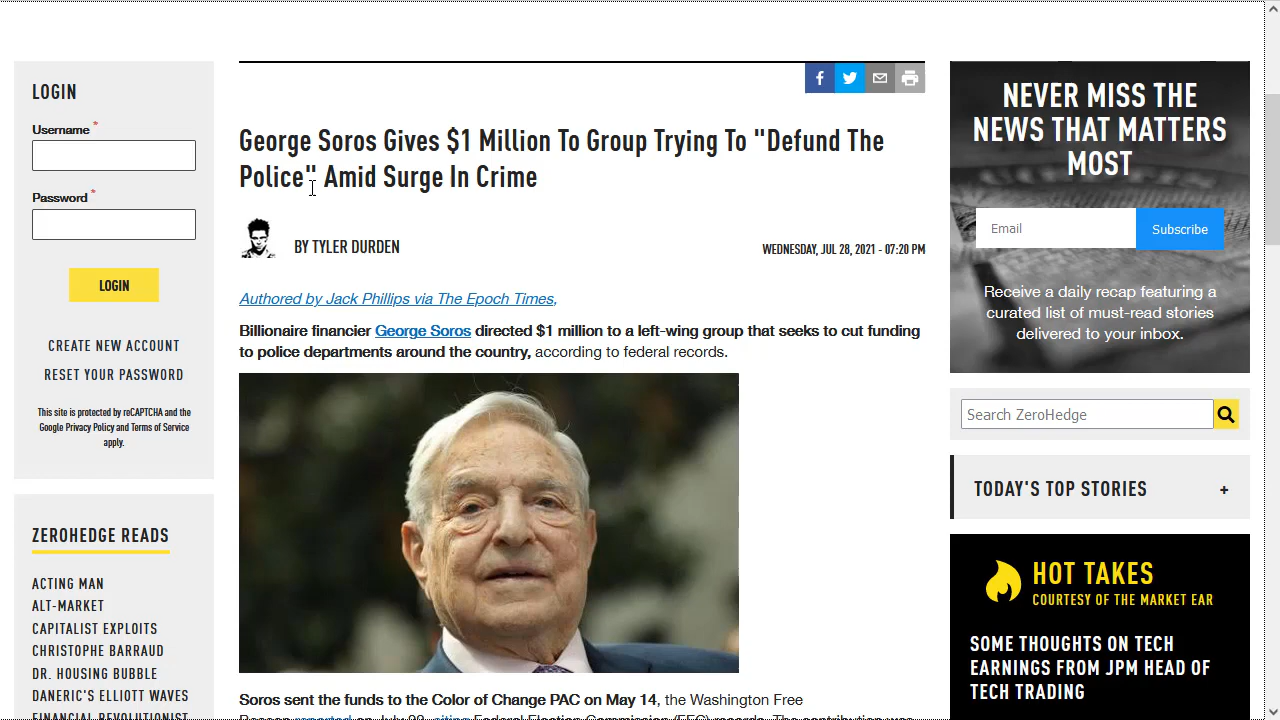 LOGIN
Username *
Password *
LOGIN
CREATE NEW ACCOUNT
RESET YOUR PASSWORD
This site is protected by reCAPTCHA and the
Google Privacy Policy and Terms of Service
apply.
ZEROHEDGE READS
ACTING MAN
ALT-MARKET
CAPITALIST EXPLOITS
CHRISTOPHE BARRAUD
DR. HOUSING BUBBLE
DANERIC'S ELLIOTT WAVES
FINANCIAL REVOLUTIONIST
George Soros Gives $1 Million To Group Trying To "Defund The
Police" Amid Surge In Crime
BY TYLER DURDEN
WEDNESDAY, JUL 28, 2021 - 07:20 PM
Authored by Jack Phillips via The Epoch Times,
Billionaire financier George Soros directed $1 million to a left-wing group that seeks to cut funding
to police departments around the country, according to federal records.
Soros sent the funds to the Color of Change PAC on May 14, the Washington Free
Beacon reported on July 28, citing Federal Election Commission (FEC) records. The contribution was
NEVER MISS THE
NEWS THAT MATTERS
MOST
Email
Subscribe
Receive a daily recap featuring a
curated list of must-read stories
delivered to your inbox.
Search ZeroHedge
TODAY'S TOP STORIES +
HOT TAKES
COURTESY OF THE MARKET EAR
SOME THOUGHTS ON TECH
EARNINGS FROM JPM HEAD OF
TECH TRADING